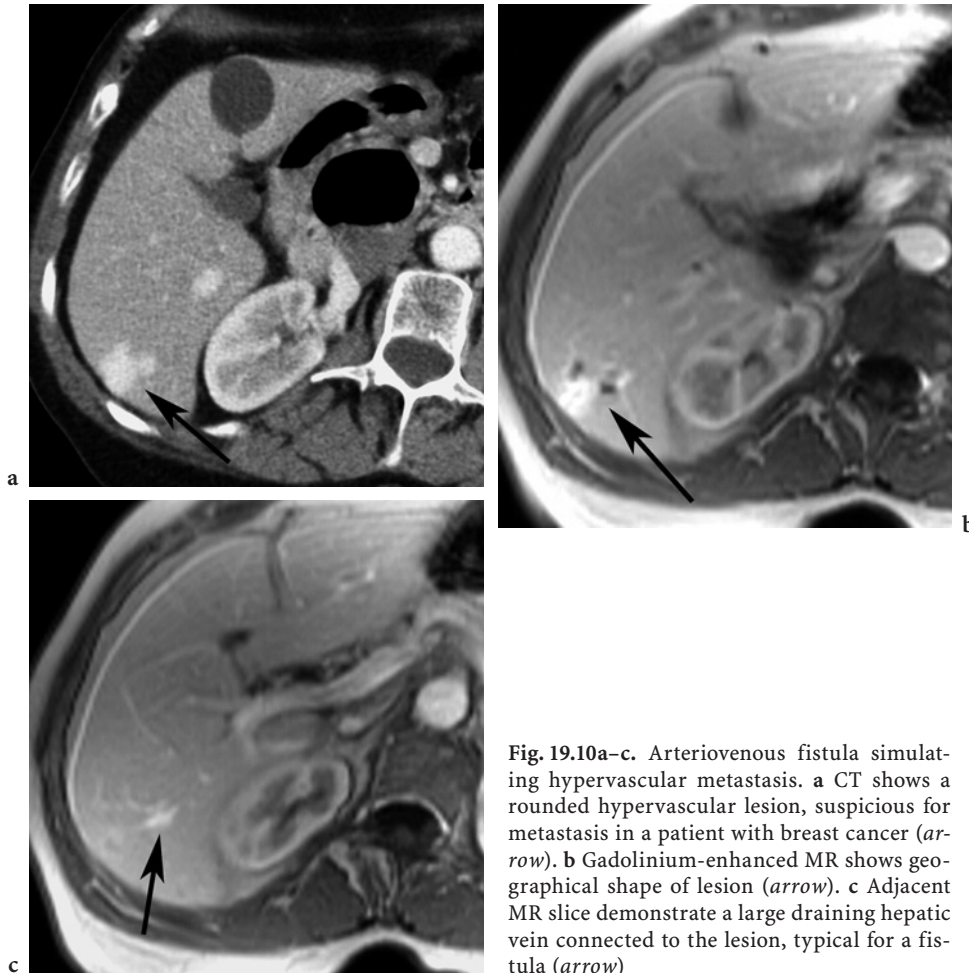 a
b
c
Fig. 19.10a–c. Arteriovenous fistula simulat-
ing hypervascular metastasis. a CT shows a
rounded hypervascular lesion, suspicious for
metastasis in a patient with breast cancer (ar-
row). b Gadolinium-enhanced MR shows geo-
graphical shape of lesion (arrow). c Adjacent
MR slice demonstrate a large draining hepatic
vein connected to the lesion, typical for a fis-
tula (arrow)